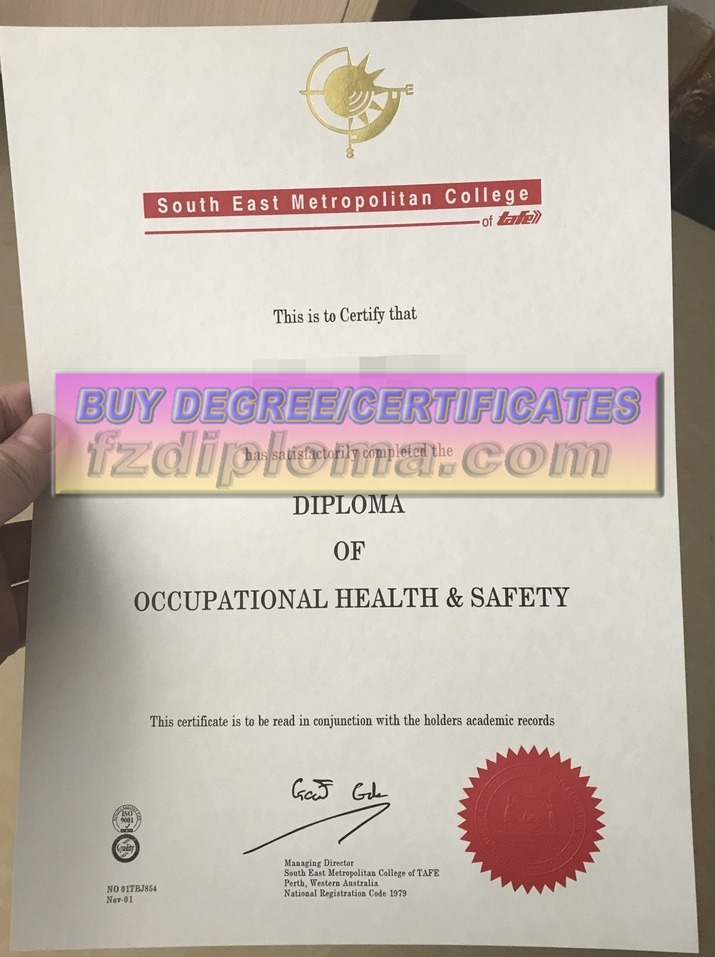 E
S
South East Metropolitan College
of tafe
This is to Certify that
BUY DEGREE/CERTIFICATES
fzdiploma.com
has satisfactorily completed the
DIPLOMA
OF
OCCUPATIONAL HEALTH & SAFETY
This certificate is to be read in conjunction with the holders academic records
ISO
9001
Quality
Managing Director
South East Metropolitan College of TAFE
Perth, Western Australia
National Registration Code 1979
NO 01TBJ854
Nov-01